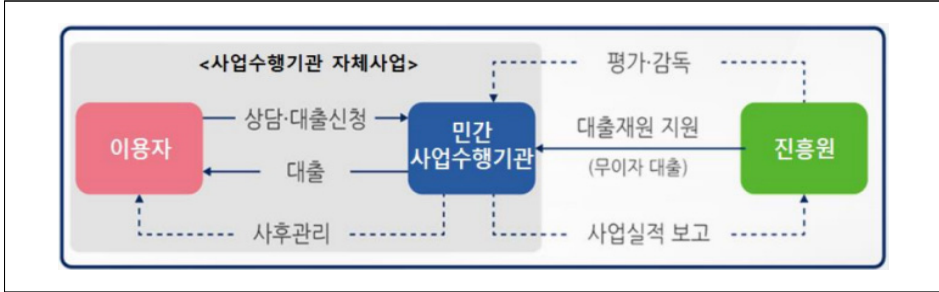 <사업수행기관 자체사업>
평가·감독
이용자
상담·대출신청
대출
민간
사업수행기관
대출재원 지원
(무이자 대출)
진흥원
사후관리
사업실적 보고